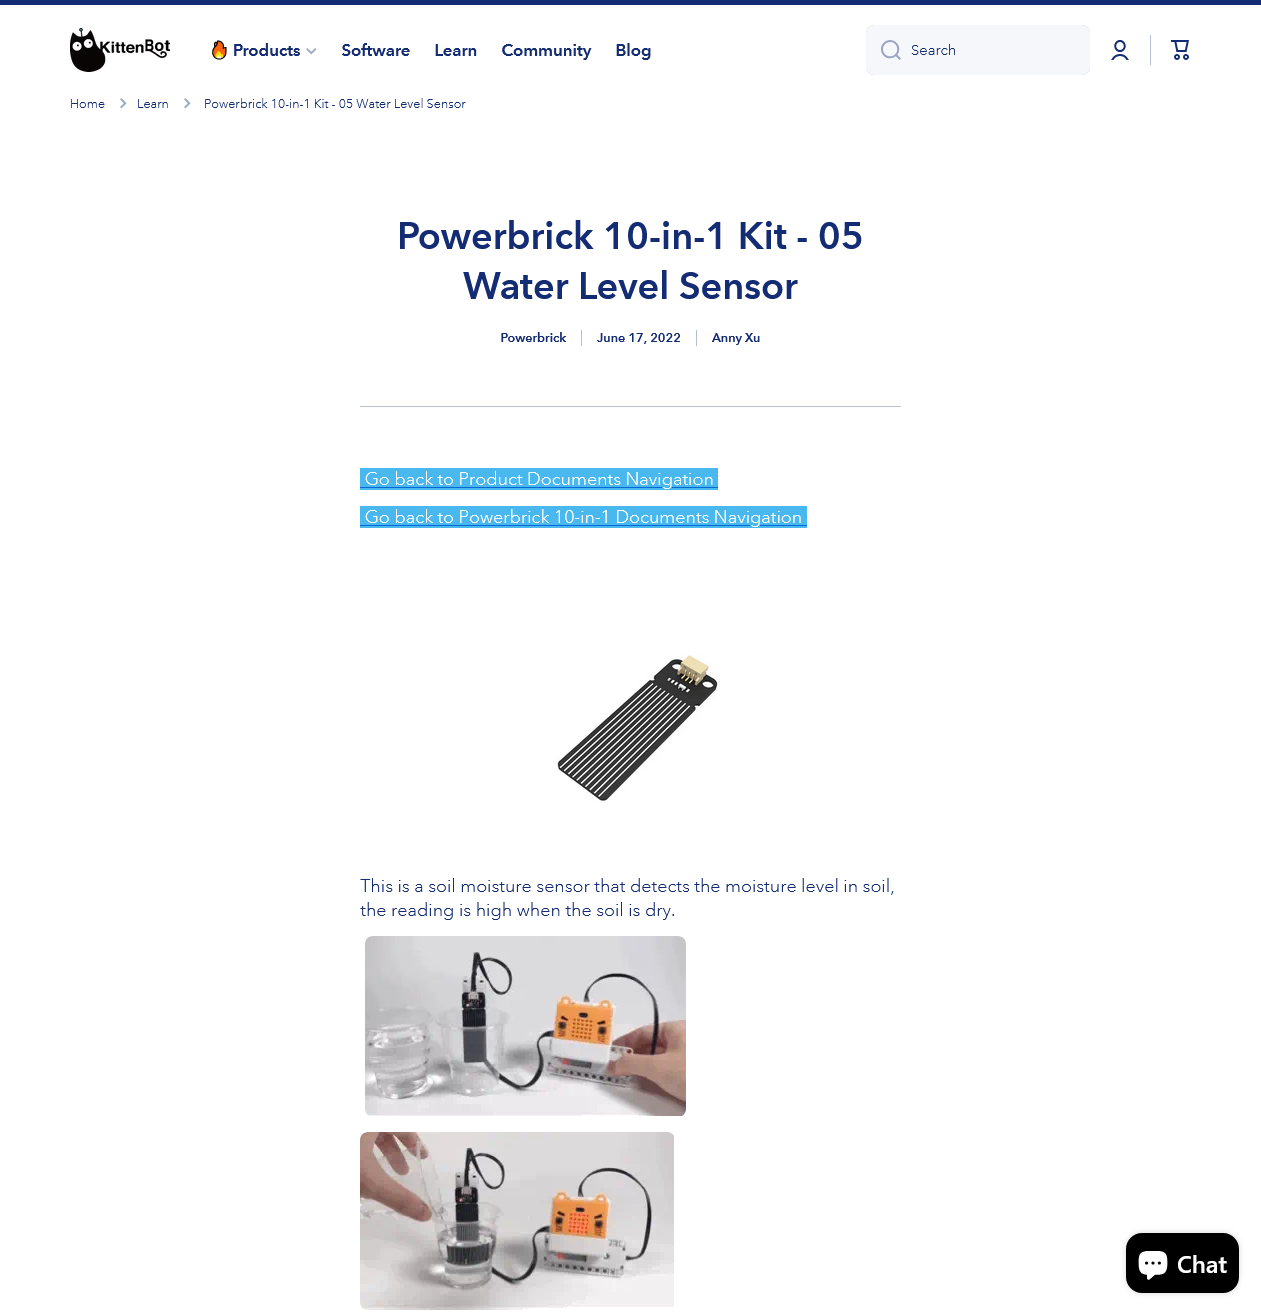 KittenBot
Products
Software
Learn
Community
Blog
Search
Home
Learn
Powerbrick 10-in-1 Kit - 05 Water Level Sensor
Powerbrick 10-in-1 Kit - 05
Water Level Sensor
Powerbrick
June 17, 2022
Anny Xu
Go back to Product Documents Navigation
Go back to Powerbrick 10-in-1 Documents Navigation
This is a soil moisture sensor that detects the moisture level in soil,
the reading is high when the soil is dry.
Chat